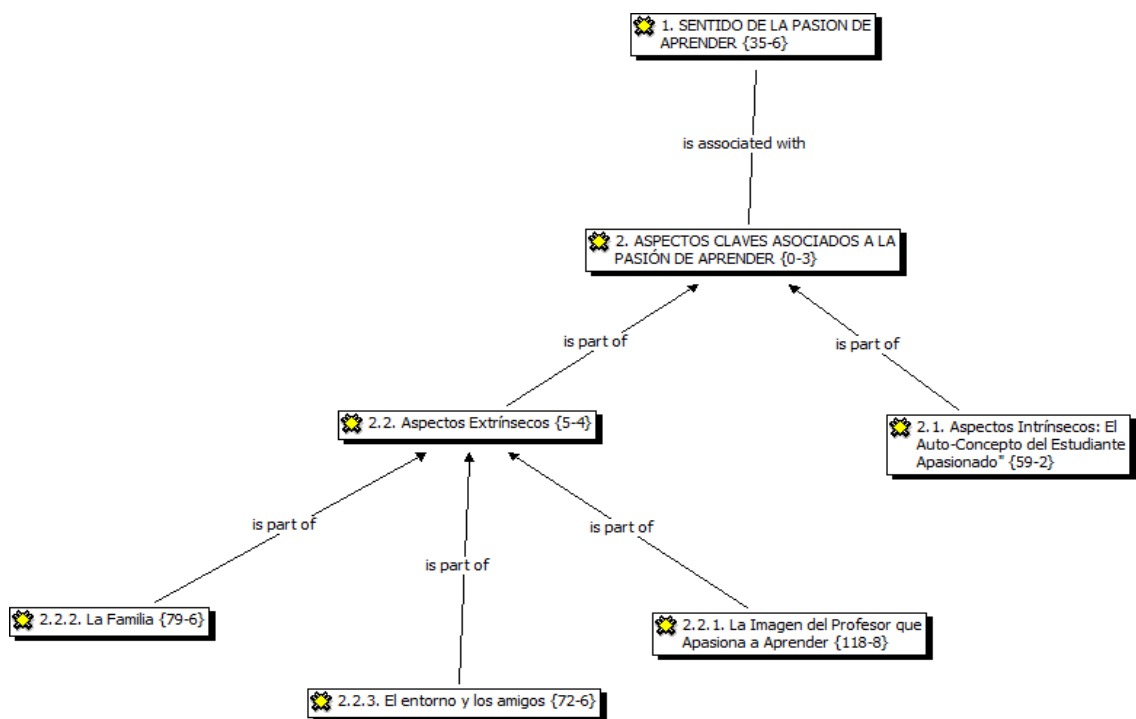 1. SENTIDO DE LA PASION DE
APRENDER {35-6}
is associated with
2. ASPECTOS CLAVES ASOCIADOS A LA
PASIÓN DE APRENDER {0-3}
is part of
is part of
2.2. Aspectos Extrínsecos {5-4}
2.1. Aspectos Intrínsecos: El
Auto-Concepto del Estudiante
Apasionado" {59-2}
is part of
is part of
is part of
2.2.2. La Familia {79-6}
2.2.1. La Imagen del Profesor que
Apasiona a Aprender {118-8}
2.2.3. El entorno y los amigos {72-6}